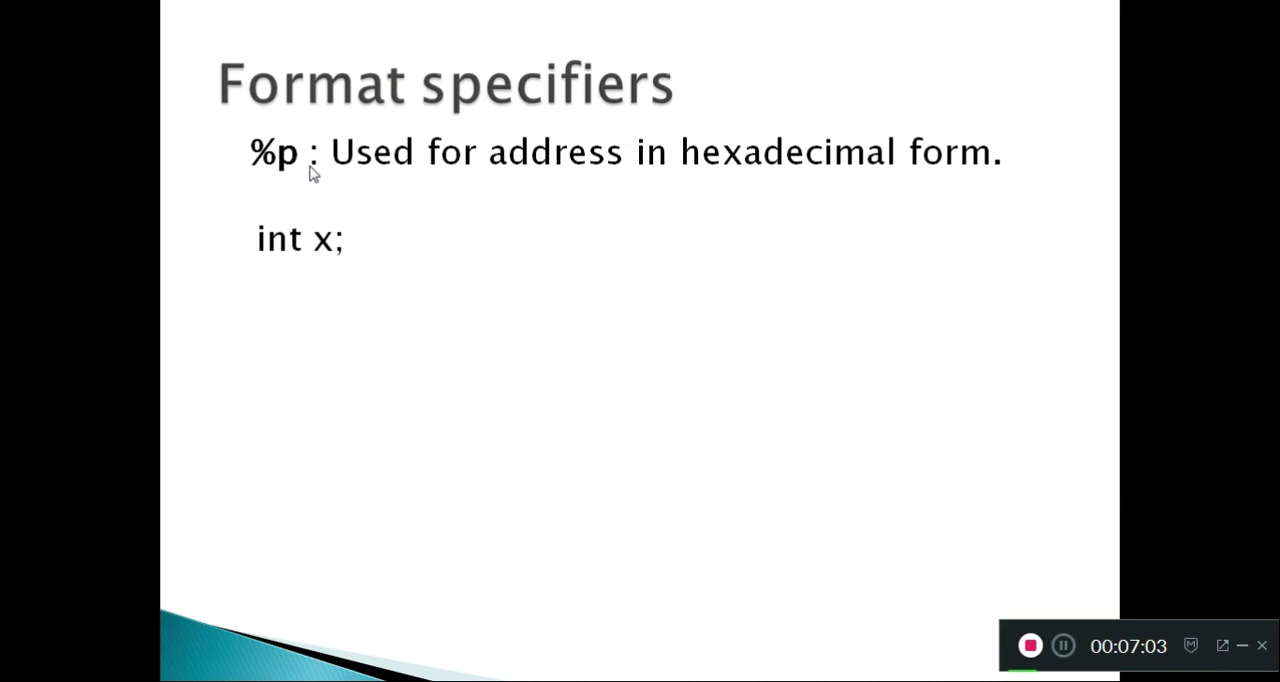 Format specifiers
%p : Used for address in hexadecimal form.
int x;
00:07:03